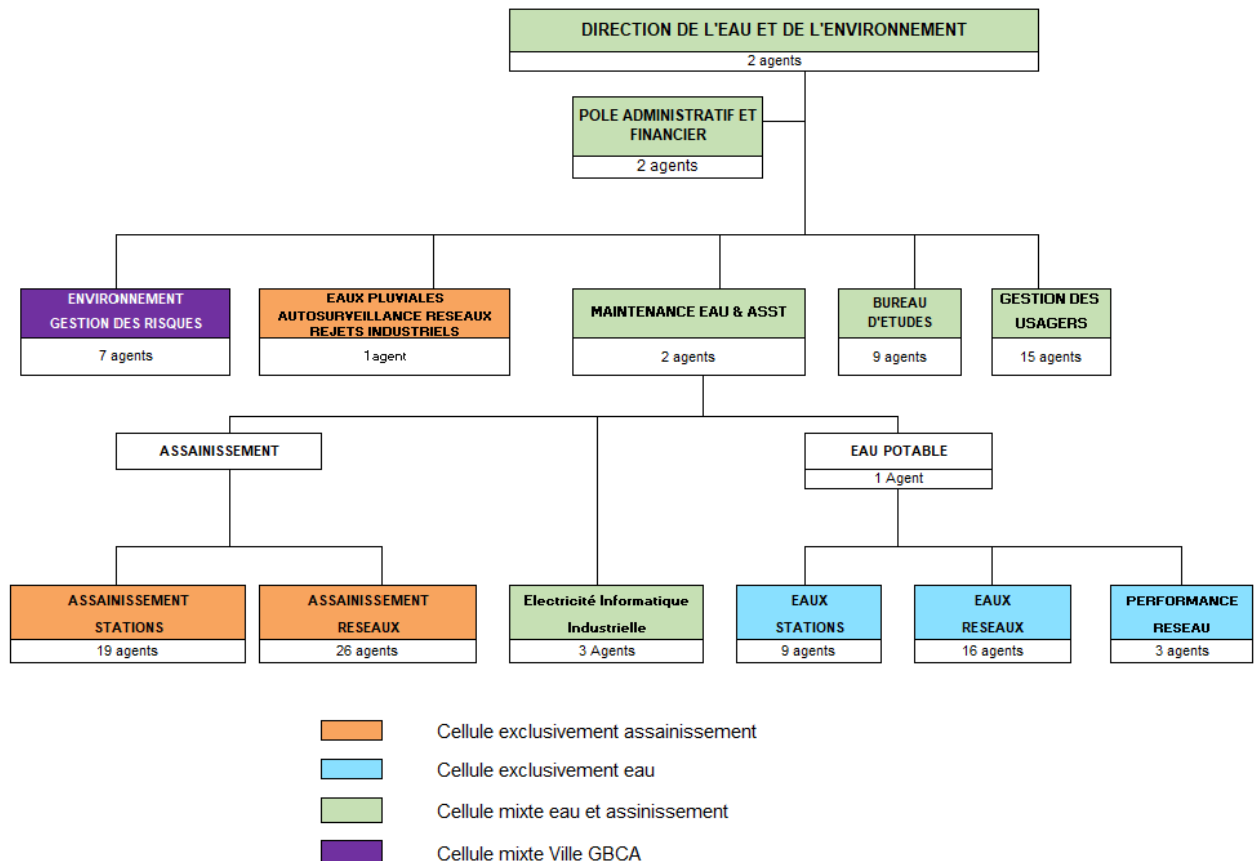 DIRECTION DE L'EAU ET DE L'ENVIRONNEMENT
2 agents
POLE ADMINISTRATIF ET
FINANCIER
2 agents
ENVIRONNEMENT
GESTION DES RISQUES
7 agents
EAUX PLUVIALES
AUTOSURVEILLANCE RESEAUX
REJETS INDUSTRIELS
1 agent
MAINTENANCE EAU & ASST
2 agents
BUREAU
D'ETUDES
9 agents
GESTION DES
USAGERS
15 agents
ASSAINISSEMENT
EAU POTABLE
1 Agent
ASSAINISSEMENT
STATIONS
19 agents
ASSAINISSEMENT
RESEAUX
26 agents
Electricité Informatique
Industrielle
3 Agents
EAUX
STATIONS
9 agents
EAUX
RESEAUX
16 agents
PERFORMANCE
RESEAU
3 agents
Cellule exclusivement assainissement
Cellule exclusivement eau
Cellule mixte eau et assinissement
Cellule mixte Ville GBCA